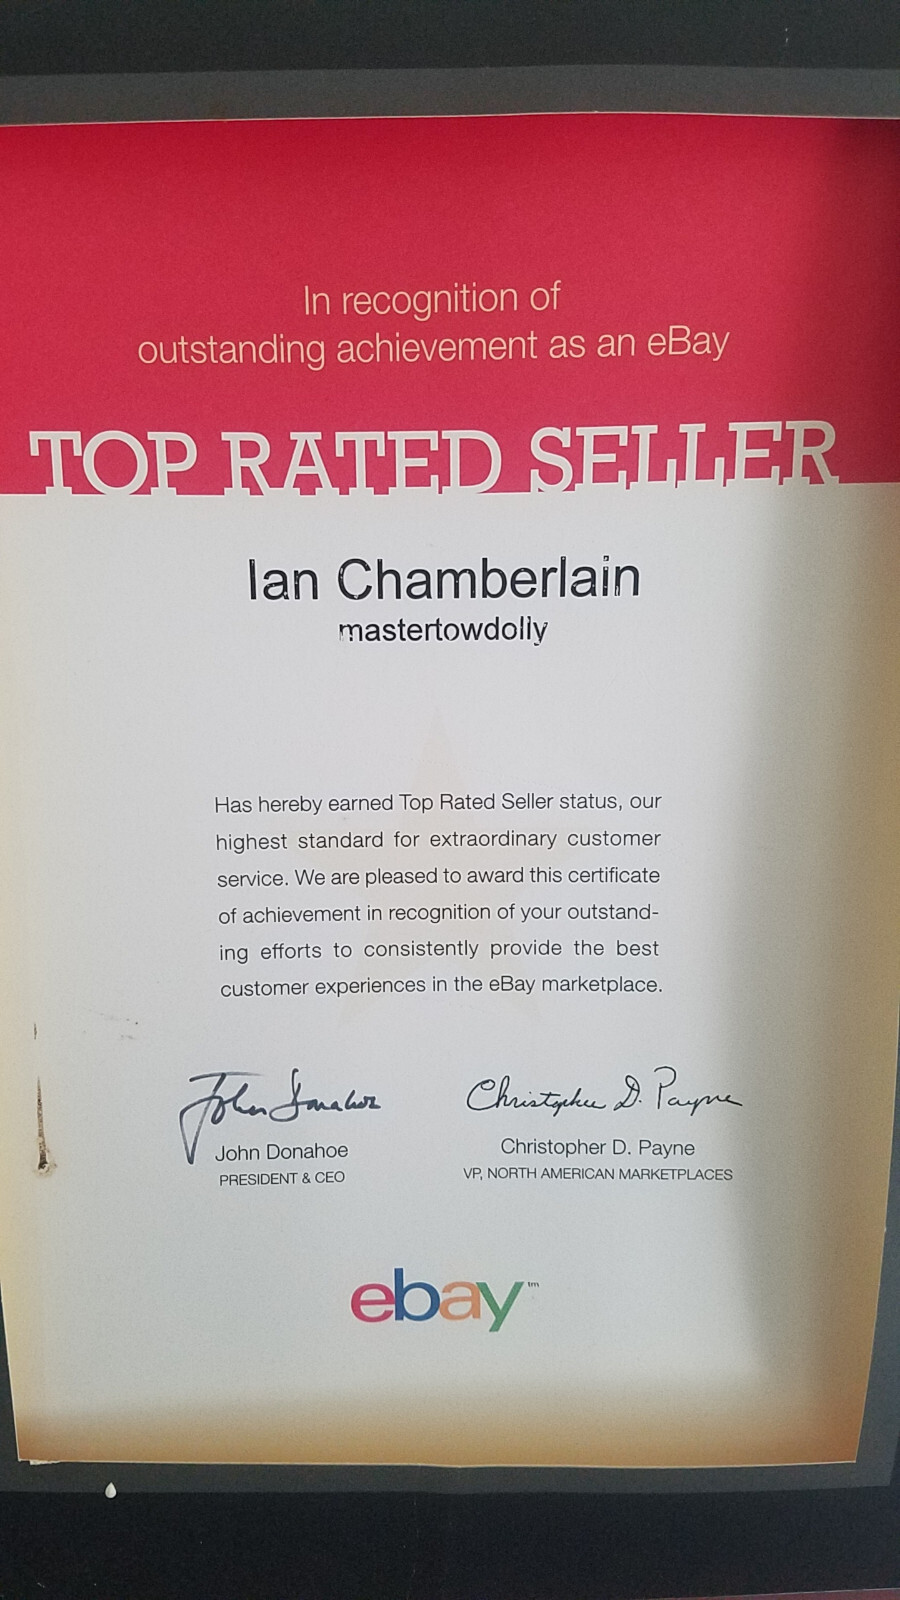 In recognition of
outstanding achievement as an eBay
TOP RATED SELLER
Ian Chamberlain
mastertowdolly
Has hereby earned Top Rated Seller status, our
highest standard for extraordinary customer
service. We are pleased to award this certificate
of achievement in recognition of your outstand-
ing efforts to consistently provide the best
customer experiences in the eBay marketplace.
John Donahoe Christopher D. Payne
John Donahoe Christopher D. Payne
PRESIDENT & CEO VP, NORTH AMERICAN MARKETPLACES
ebay™